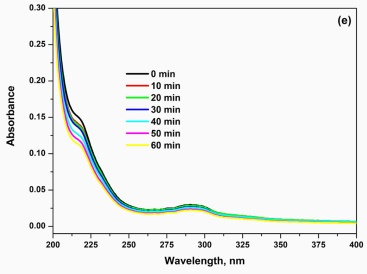 (e)
0.30
0.25
0.20
0.15
0.10
0.05
0.00
Absorbance
0 min
10 min
20 min
30 min
40 min
50 min
60 min
200 225 250 275 300 325 350 375 400
Wavelength, nm